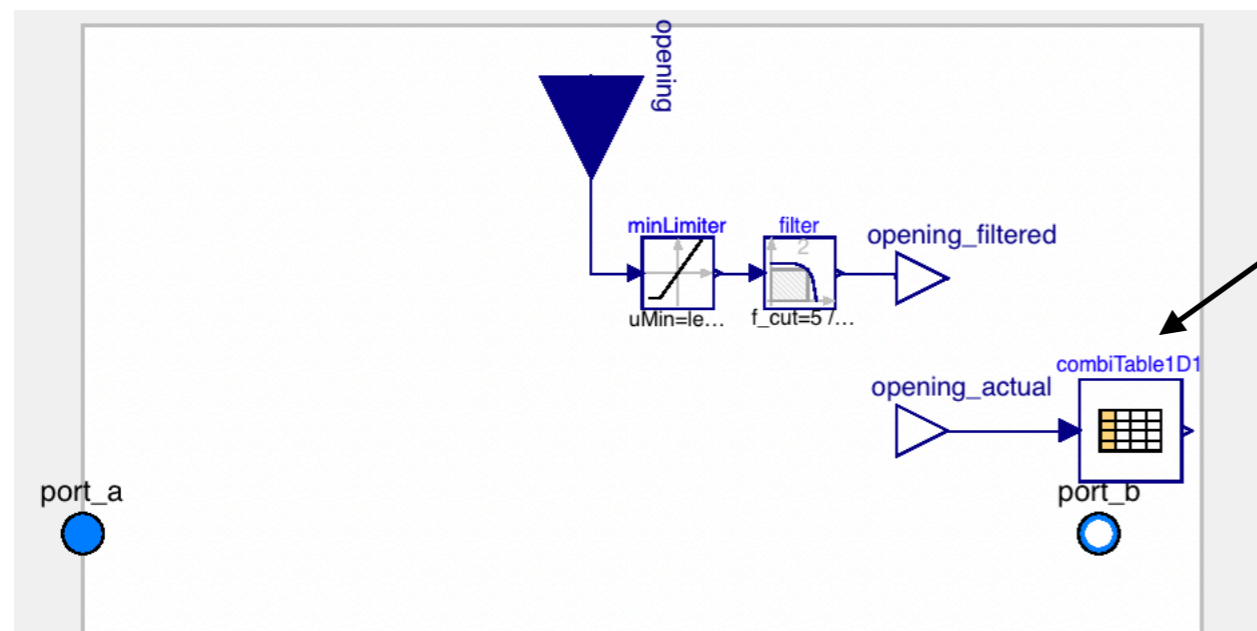 opening
minLimiter
filter
2
opening_filtered
uMin=le...
f_cut=5 /...
combiTable1D1
opening_actual
port_a
port_b